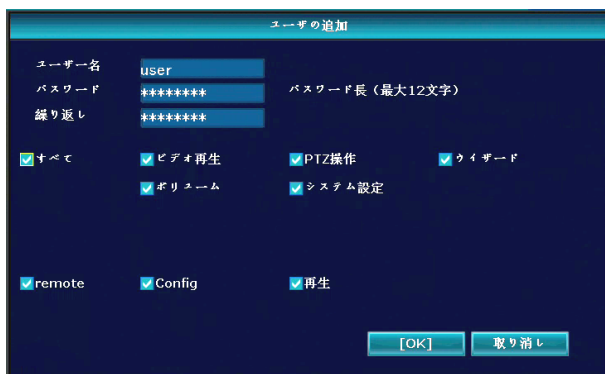 ユーザの追加
ユーザー名 user
パスワード ******** パスワード長（最大12文字）
繰り返し ********
すべて ビデオ再生 PTZ操作 ウイザード
ボリューム システム設定
remote Config 再生
[OK] 取り消し